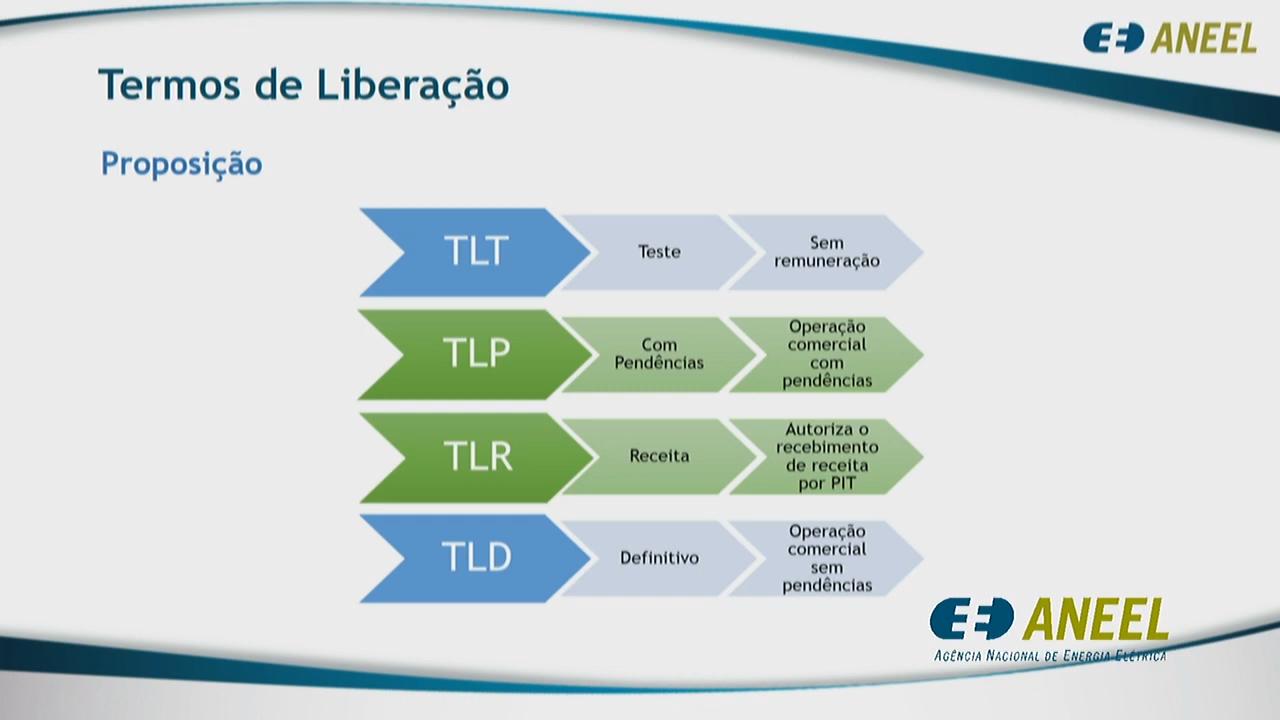 ANEEL
Termos de Liberação
Proposição
TLT
Teste
Sem
remuneração
TLP
Com
Pendências
Operação
comercial
com
pendências
TLR
Receita
Autoriza o
recebimento
de receita
por PIT
TLD
Definitivo
Operação
comercial
sem
pendências
ANEEL
AGÊNCIA NACIONAL DE ENERGIA ELÉTRICA